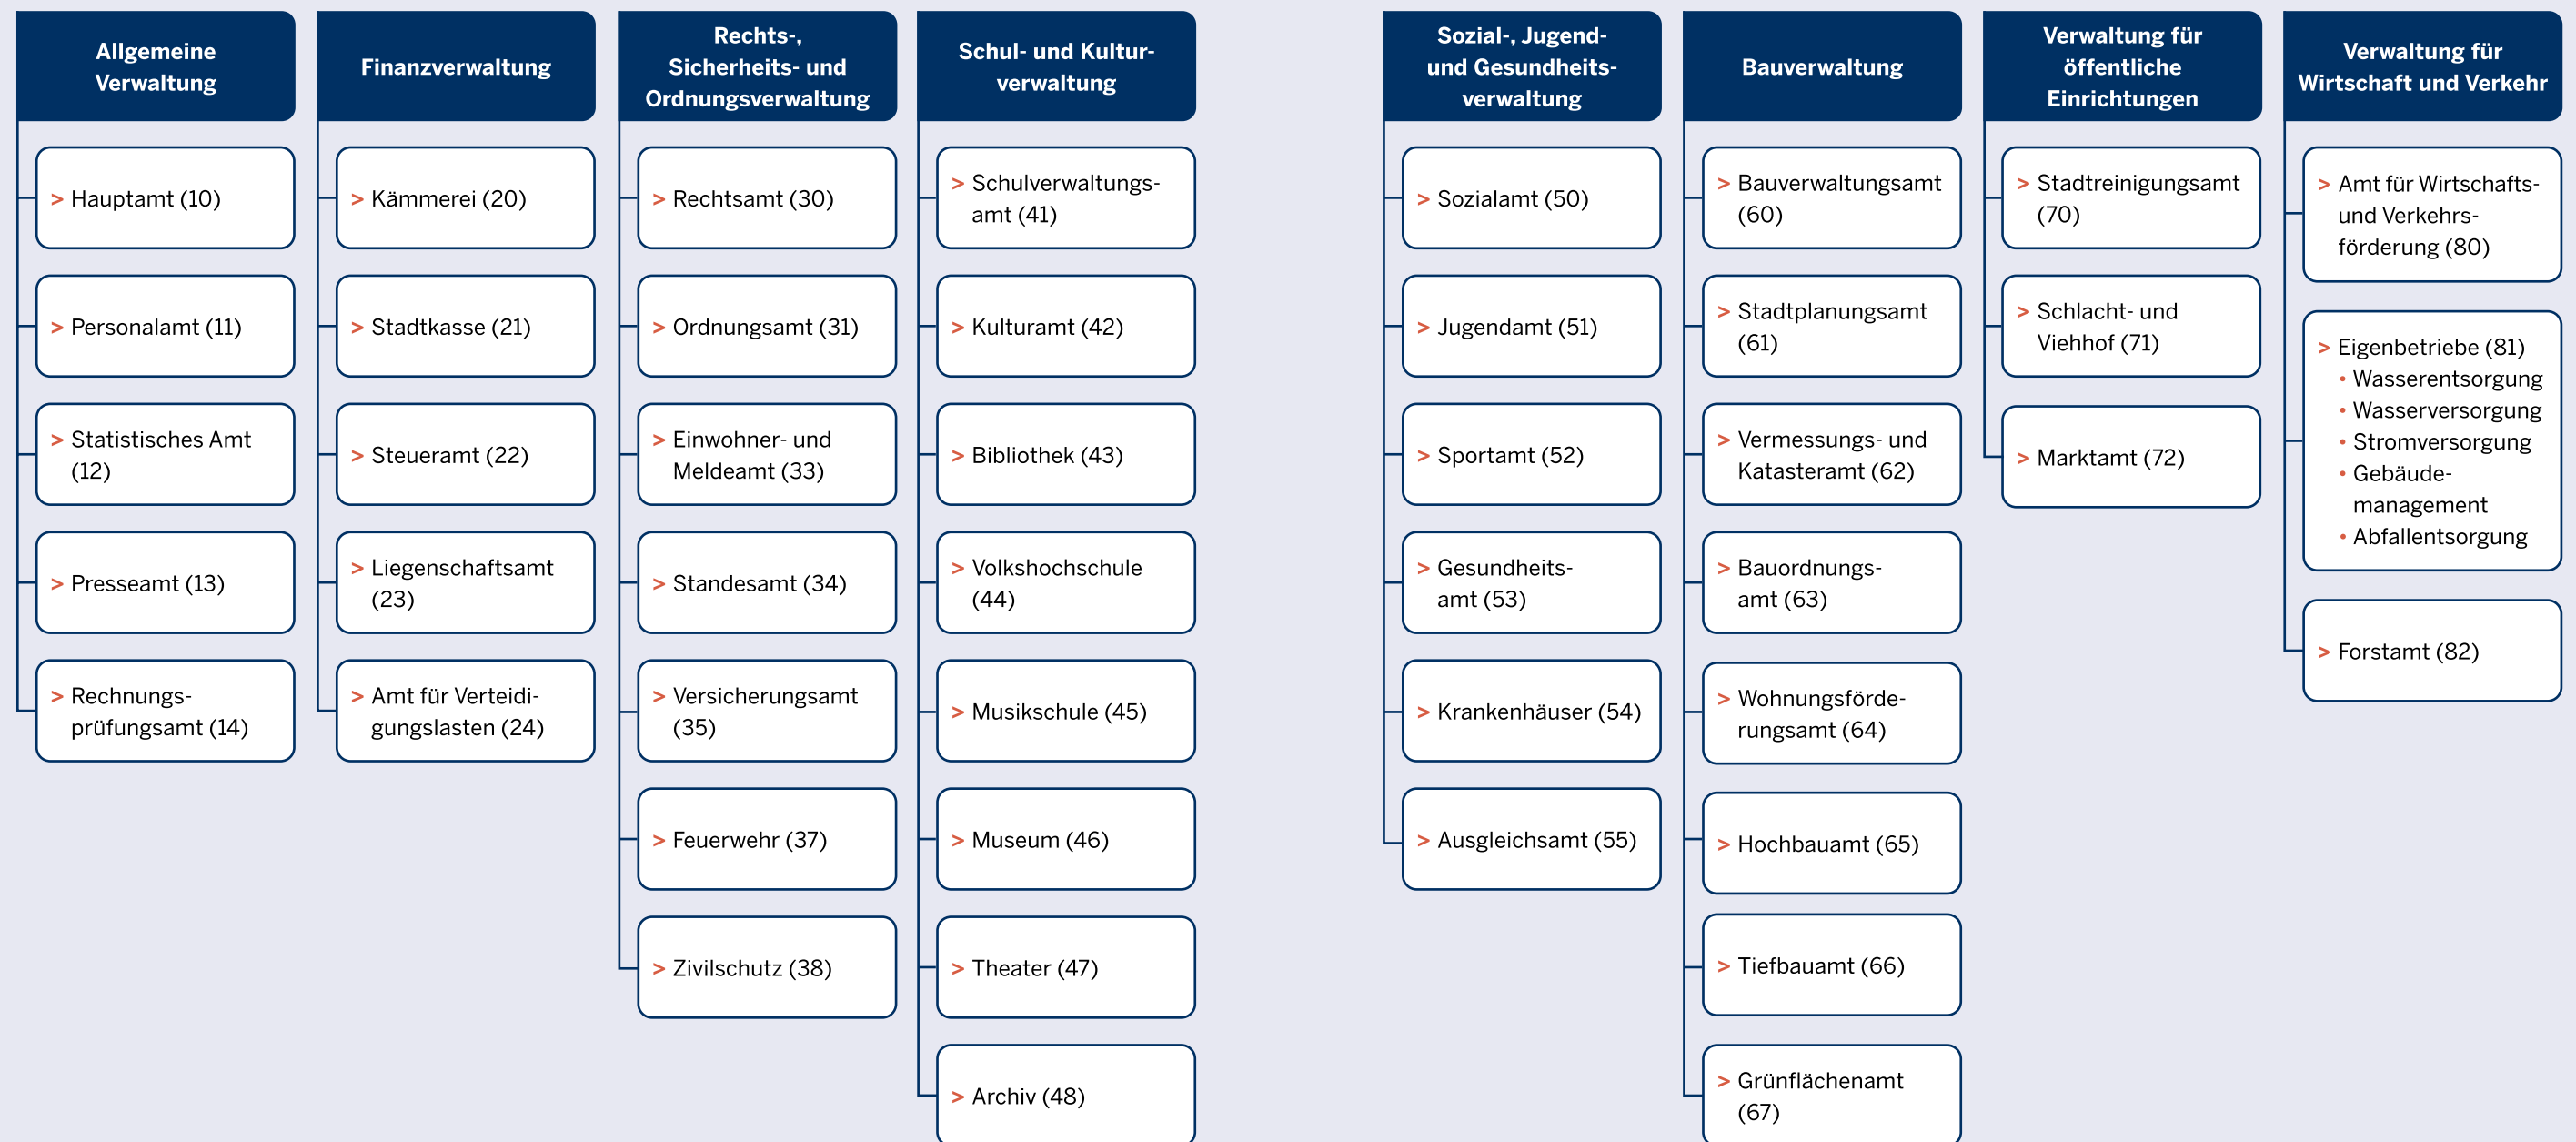 Allgemeine
Verwaltung
> Hauptamt (10)
> Personalamt (11)
> Statistisches Amt
(12)
> Presseamt (13)
> Rechnungs-
prüfungsamt (14)
Finanzverwaltung
> Kämmerei (20)
> Stadtkasse (21)
> Steueramt (22)
> Liegenschaftsamt
(23)
> Amt für Verteidi-
gungslasten (24)
Rechts-,
Sicherheits- und
Ordnungsverwaltung
> Rechtsamt (30)
> Ordnungsamt (31)
> Einwohner- und
Meldeamt (33)
> Standesamt (34)
> Versicherungsamt
(35)
> Feuerwehr (37)
> Zivilschutz (38)
Schul- und Kultur-
verwaltung
> Schulverwaltungs-
amt (41)
> Kulturamt (42)
> Bibliothek (43)
> Volkshochschule
(44)
> Musikschule (45)
> Museum (46)
> Theater (47)
> Archiv (48)
Sozial-, Jugend-
und Gesundheits-
verwaltung
> Sozialamt (50)
> Jugendamt (51)
> Sportamt (52)
> Gesundheits-
amt (53)
> Krankenhäuser (54)
> Ausgleichsamt (55)
Bauverwaltung
> Bauverwaltungsamt
(60)
> Stadtplanungsamt
(61)
> Vermessungs- und
Katasteramt (62)
> Bauordnungs-
amt (63)
> Wohnungsförde-
rungsamt (64)
> Hochbauamt (65)
> Tiefbauamt (66)
> Grünflächenamt
(67)
Verwaltung für
öffentliche
Einrichtungen
> Stadtreinigungsamt
(70)
> Schlacht- und
Viehhof (71)
> Marktamt (72)
Verwaltung für
Wirtschaft und Verkehr
> Amt für Wirtschafts-
und Verkehrs-
förderung (80)
> Eigenbetriebe (81)
• Wasserentsorgung
• Wasserversorgung
• Stromversorgung
• Gebäude-
management
• Abfallentsorgung
> Forstamt (82)